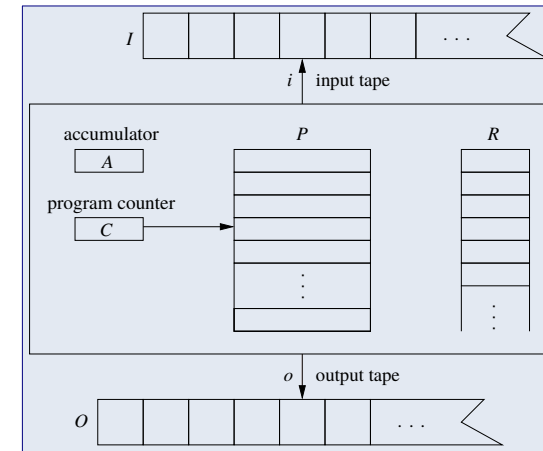 I
. . .
i input tape
accumulator
P
R
A
program counter
C
. . .
. . .
o output tape
O
. . .